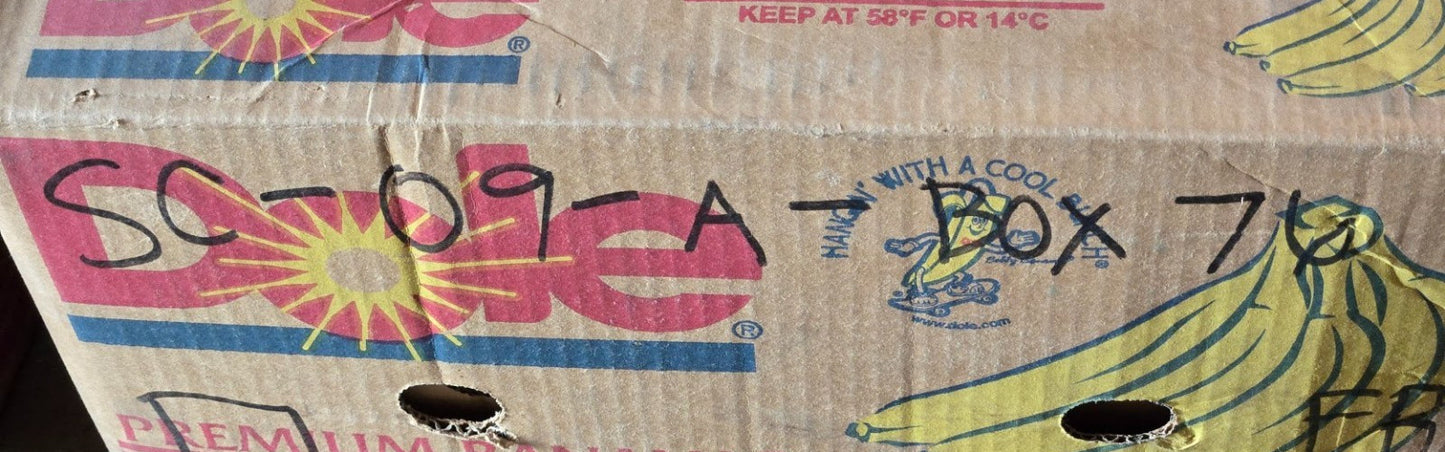 Dole®
KEEP AT 58°F OR 14°C
Dole®
SC-09-A - Box 76
HANGIN' WITH A COOL BUNCH®
www.dole.com
PREMIUM BANANAS